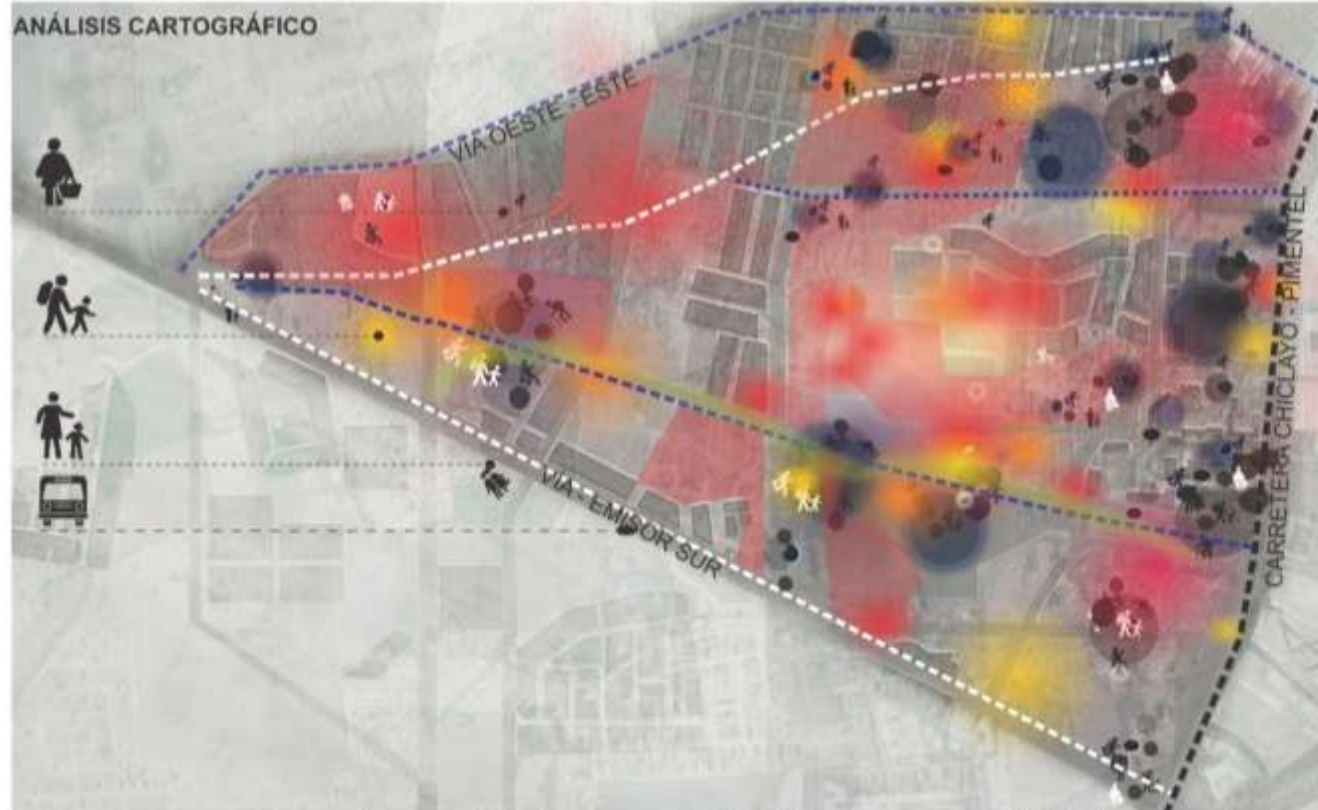 ANÁLISIS CARTOGRÁFICO
VIA OESTE - ESTE
VIA - EMISOR SUR
CARRETERA CHICLAYO - PIMENTEL